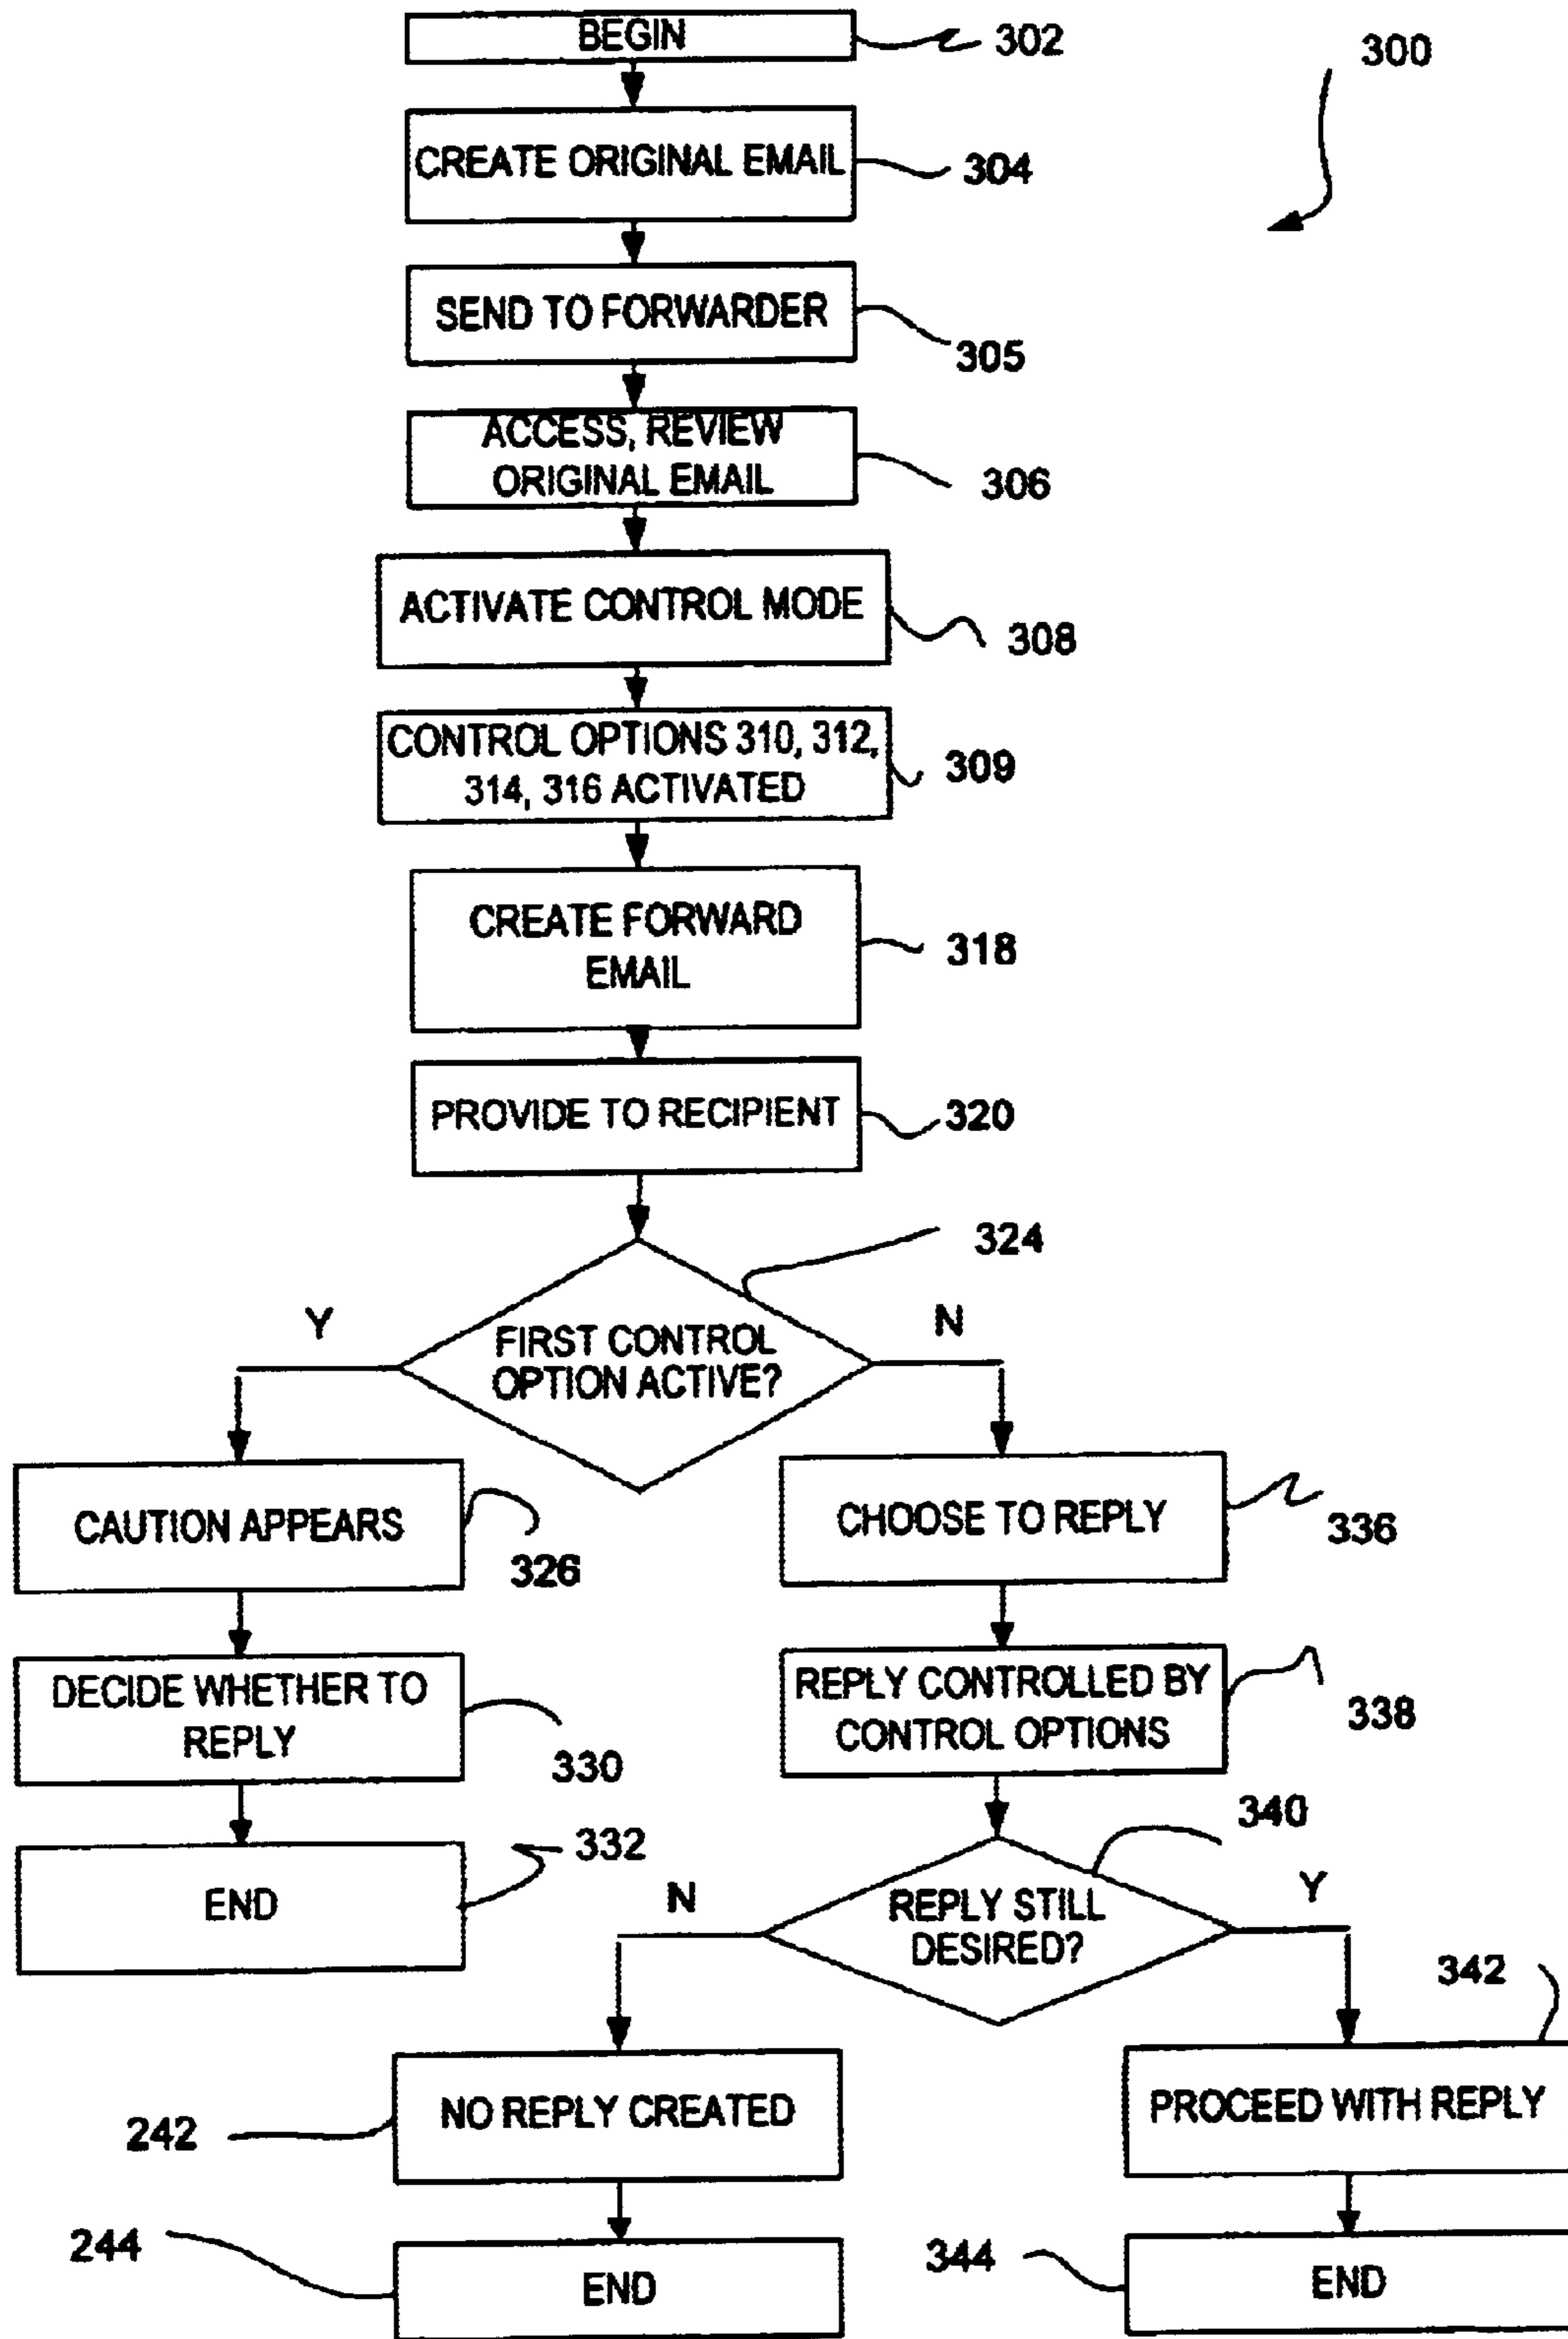 BEGIN
302
300
CREATE ORIGINAL EMAIL
304
SEND TO FORWARDER
305
ACCESS, REVIEW
ORIGINAL EMAIL
306
ACTIVATE CONTROL MODE
308
CONTROL OPTIONS 310, 312,
314, 316 ACTIVATED
309
CREATE FORWARD
EMAIL
318
PROVIDE TO RECIPIENT
320
324
Y
N
FIRST CONTROL
OPTION ACTIVE?
CAUTION APPEARS
326
CHOOSE TO REPLY
336
DECIDE WHETHER TO
REPLY
330
REPLY CONTROLLED BY
CONTROL OPTIONS
338
END
332
340
N
Y
REPLY STILL
DESIRED?
342
NO REPLY CREATED
242
PROCEED WITH REPLY
244
END
344
END